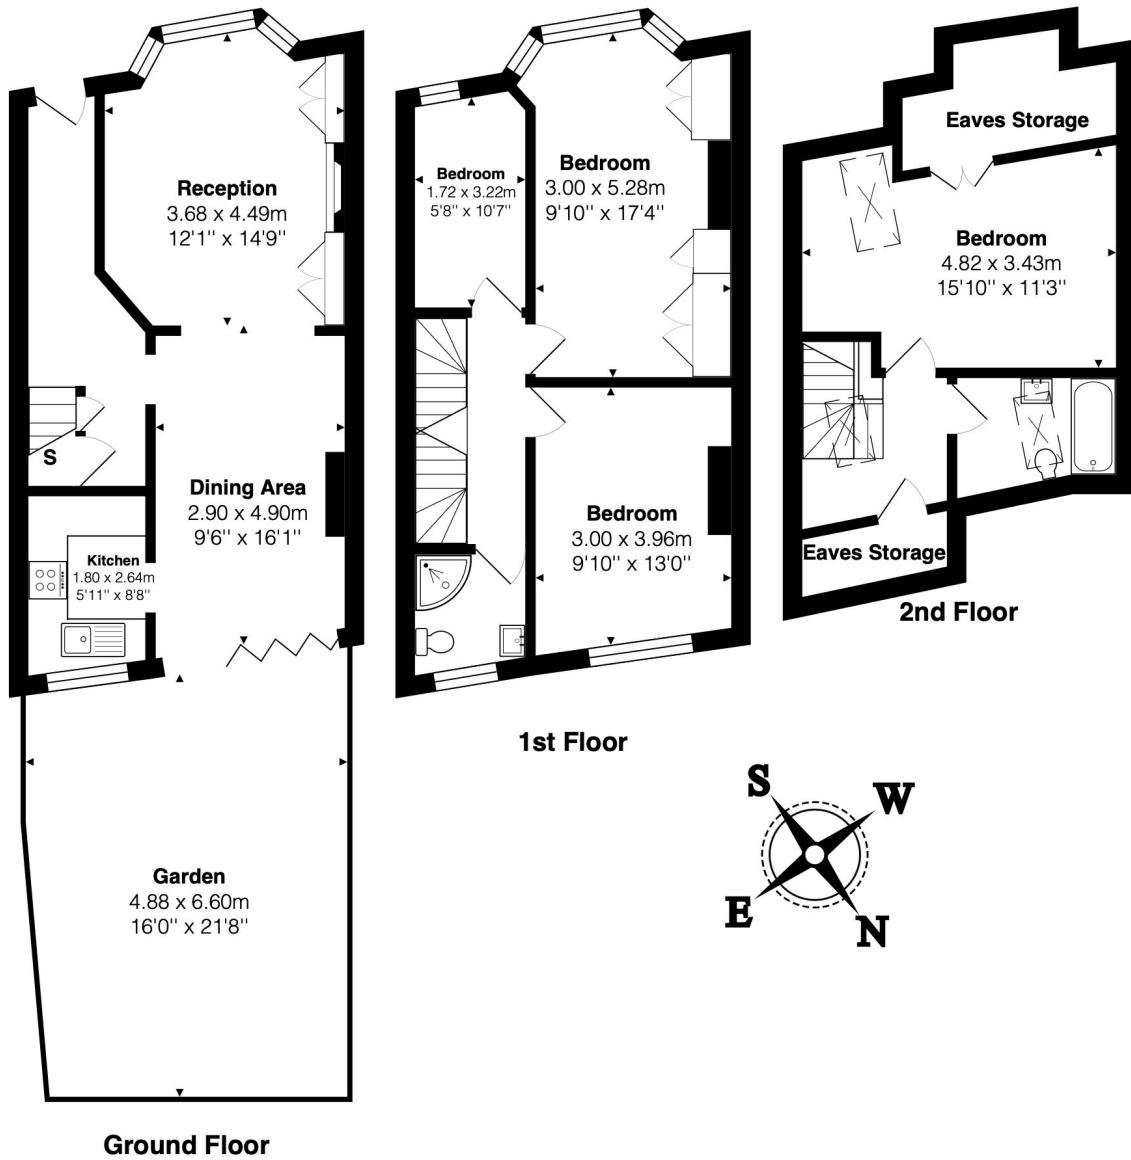 Reception
3.68 x 4.49m
12'1" x 14'9"
S
Dining Area
2.90 x 4.90m
9'6" x 16'1"
Kitchen
1.80 x 2.64m
5'11" x 8'8"
Garden
4.88 x 6.60m
16'0" x 21'8"
Ground Floor
Bedroom
1.72 x 3.22m
5'8" x 10'7"
Bedroom
3.00 x 5.28m
9'10" x 17'4"
Bedroom
3.00 x 3.96m
9'10" x 13'0"
1st Floor
Eaves Storage
Bedroom
4.82 x 3.43m
15'10" x 11'3"
Eaves Storage
2nd Floor
S
W
E
N